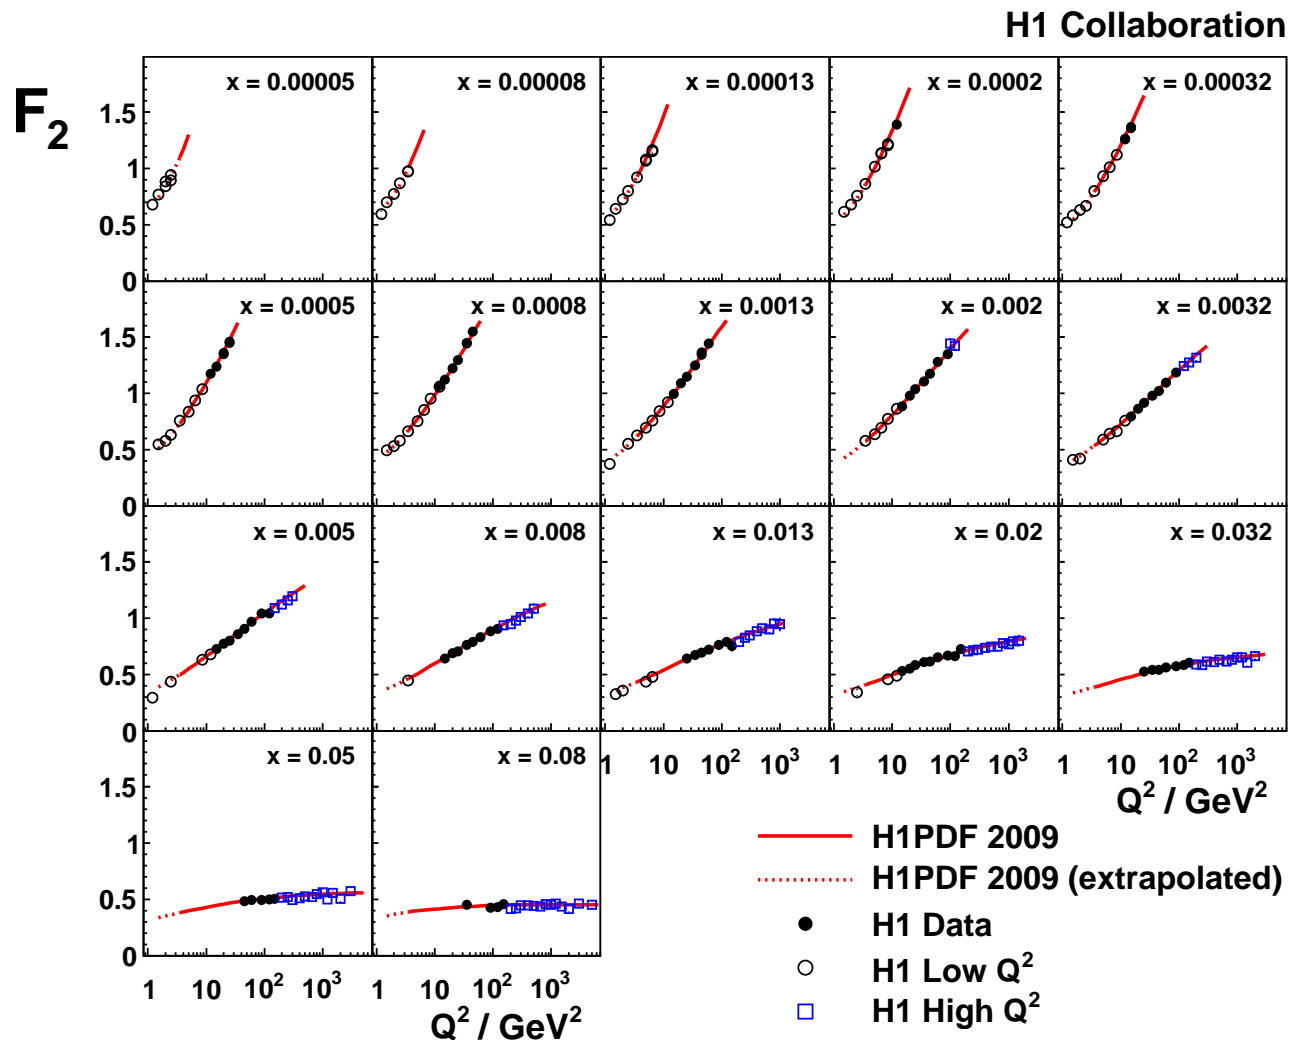 H1 Collaboration
F2
x = 0.00005
x = 0.00008
x = 0.00013
x = 0.0002
x = 0.00032
1.5
1
0.5
0
x = 0.0005
x = 0.0008
x = 0.0013
x = 0.002
x = 0.0032
1.5
1
0.5
0
x = 0.005
x = 0.008
x = 0.013
x = 0.02
x = 0.032
1.5
1
0.5
0
x = 0.05
x = 0.08
1 10 10² 10³
1 10 10² 10³
1 10 10² 10³
Q² / GeV²
1.5
1
0.5
0
1 10 10² 10³
1 10 10² 10³
Q² / GeV²
H1PDF 2009
H1PDF 2009 (extrapolated)
H1 Data
H1 Low Q²
H1 High Q²